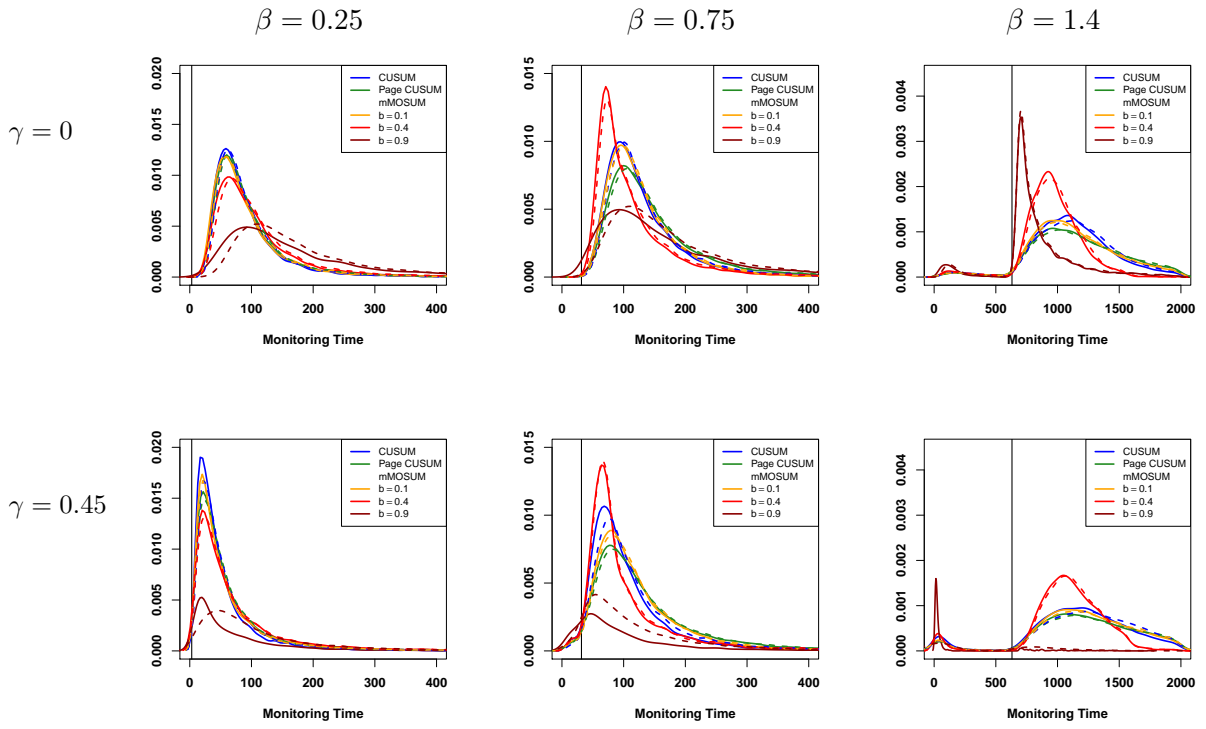 β = 0.25
β = 0.75
β = 1.4
γ = 0
0.000 0.005 0.010 0.015 0.020
CUSUM
Page CUSUM
mMOSUM
b = 0.1
b = 0.4
b = 0.9
0 100 200 300 400
Monitoring Time
0.000 0.005 0.010 0.015
CUSUM
Page CUSUM
mMOSUM
b = 0.1
b = 0.4
b = 0.9
0 100 200 300 400
Monitoring Time
0.000 0.001 0.002 0.003 0.004
CUSUM
Page CUSUM
mMOSUM
b = 0.1
b = 0.4
b = 0.9
0 500 1000 1500 2000
Monitoring Time
γ = 0.45
0.000 0.005 0.010 0.015 0.020
CUSUM
Page CUSUM
mMOSUM
b = 0.1
b = 0.4
b = 0.9
0 100 200 300 400
Monitoring Time
0.000 0.005 0.010 0.015
CUSUM
Page CUSUM
mMOSUM
b = 0.1
b = 0.4
b = 0.9
0 100 200 300 400
Monitoring Time
0.000 0.001 0.002 0.003 0.004
CUSUM
Page CUSUM
mMOSUM
b = 0.1
b = 0.4
b = 0.9
0 500 1000 1500 2000
Monitoring Time